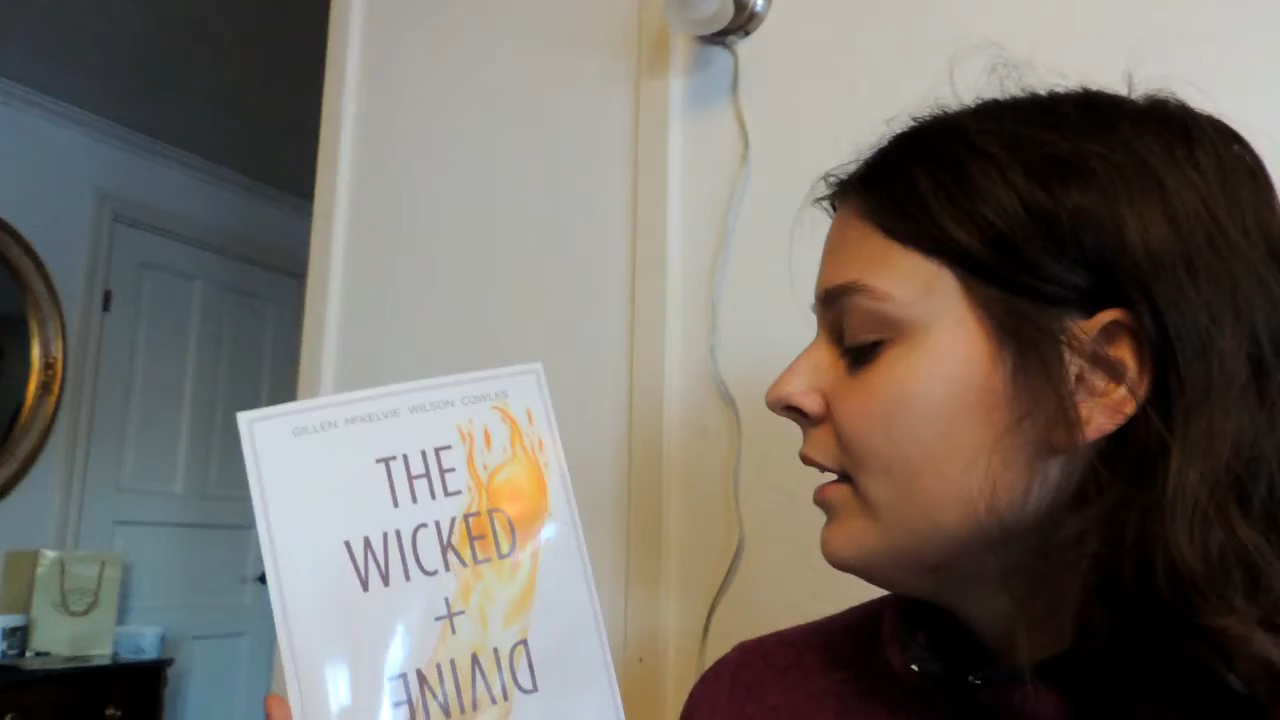 GILLEN McKELVIE WILSON COWLES
THE
WICKED
+
DIVINE